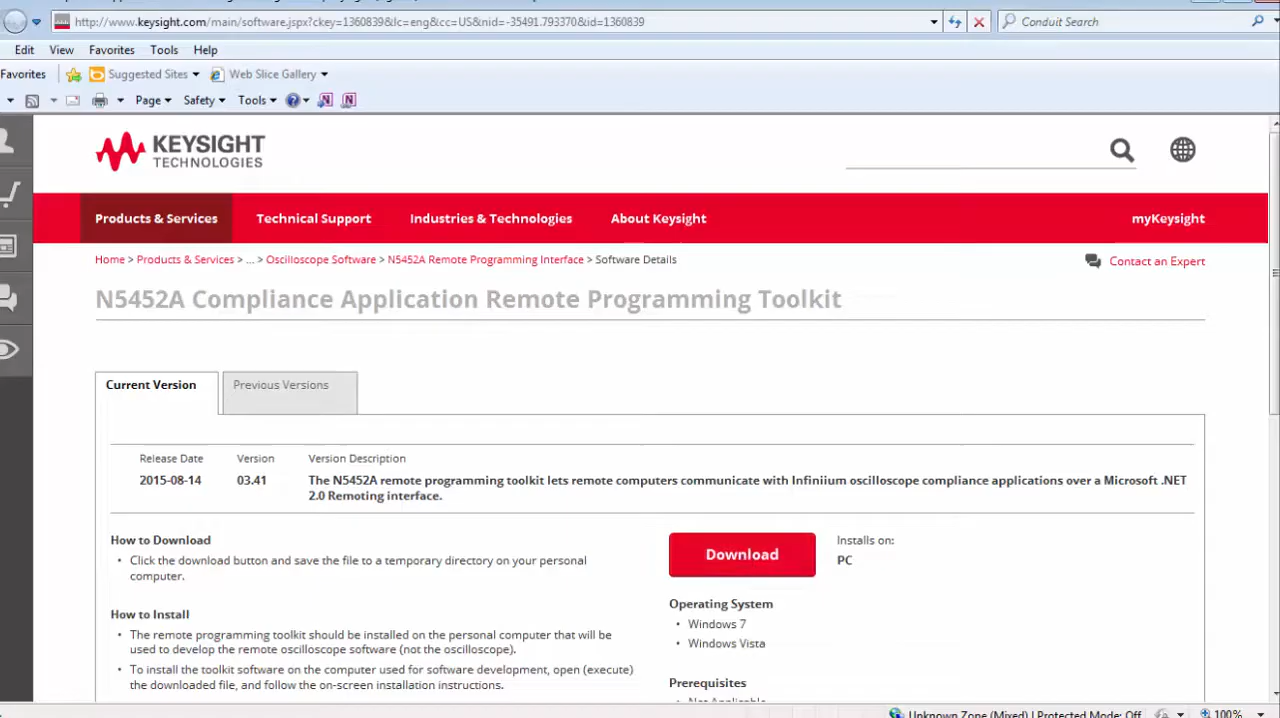 http://www.keysight.com/main/software.jspx?ckey=1360839&lc=eng&cc=US&nid=-35491.793370&id=1360839
Conduit Search
Edit View Favorites Tools Help
Favorites Suggested Sites Web Slice Gallery
Page Safety Tools
KEYSIGHT
TECHNOLOGIES
Products & Services Technical Support Industries & Technologies About Keysight myKeysight
Home > Products & Services > ... > Oscilloscope Software > N5452A Remote Programming Interface > Software Details
Contact an Expert
N5452A Compliance Application Remote Programming Toolkit
Current Version Previous Versions
Release Date Version Version Description
2015-08-14 03.41 The N5452A remote programming toolkit lets remote computers communicate with Infiniium oscilloscope compliance applications over a Microsoft .NET
2.0 Remoting interface.
How to Download
• Click the download button and save the file to a temporary directory on your personal
computer.
How to Install
• The remote programming toolkit should be installed on the personal computer that will be
used to develop the remote oscilloscope software (not the oscilloscope).
• To install the toolkit software on the computer used for software development, open (execute)
the downloaded file, and follow the on-screen installation instructions.
Download
Installs on:
PC
Operating System
• Windows 7
• Windows Vista
Prerequisites
• Not Applicable
Unknown Zone (Mixed) | Protected Mode: Off 100%